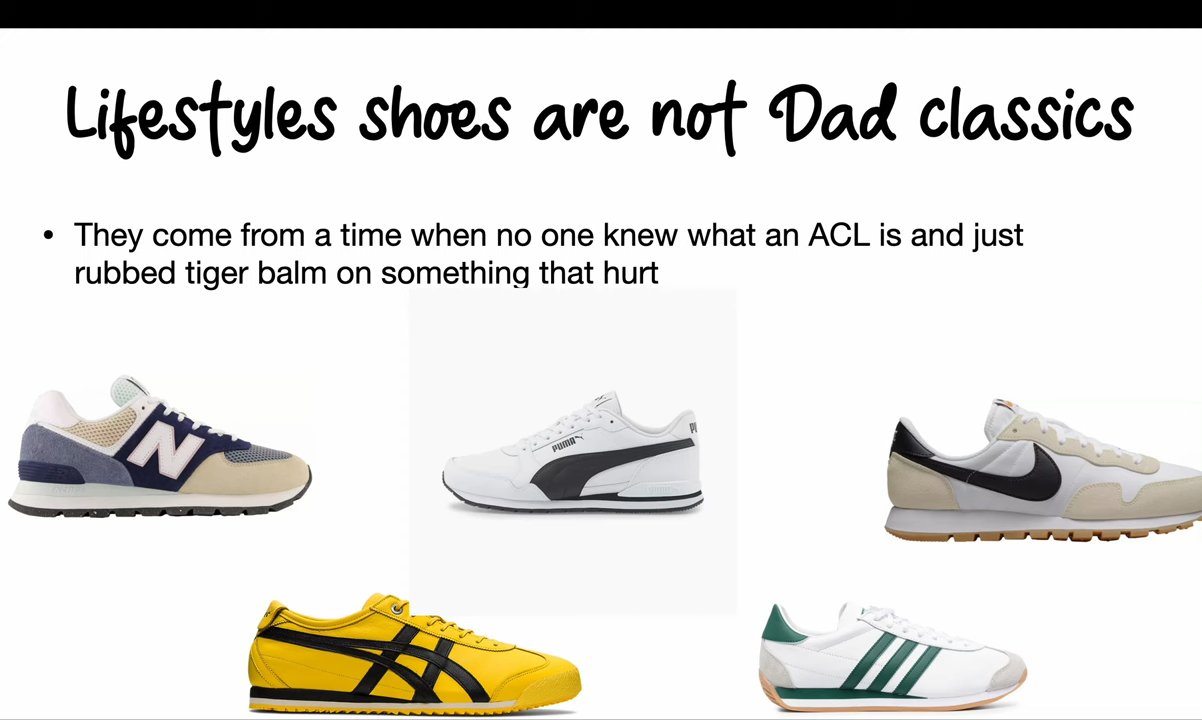 Lifestyles shoes are not Dad classics
• They come from a time when no one knew what an ACL is and just
rubbed tiger balm on something that hurt
N
PUMA